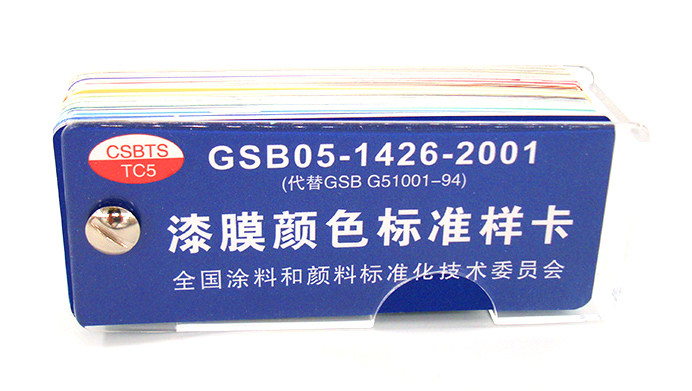 CSBTS
TC5
GSB05-1426-2001
(代替GSB G51001-94)
漆膜颜色标准样卡
全国涂料和颜料标准化技术委员会